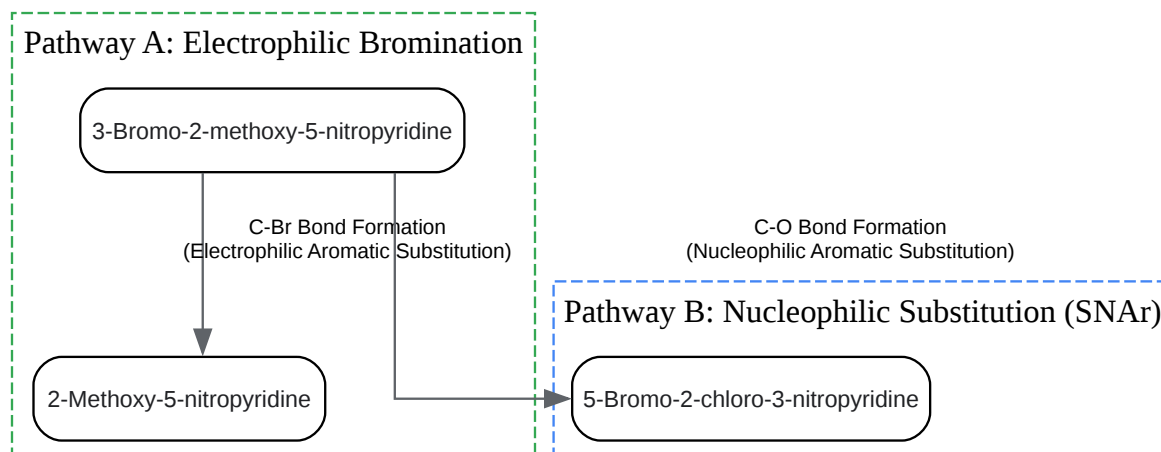 Pathway A: Electrophilic Bromination
3-Bromo-2-methoxy-5-nitropyridine
C-Br Bond Formation
(Electrophilic Aromatic Substitution)
C-O Bond Formation
(Nucleophilic Aromatic Substitution)
Pathway B: Nucleophilic Substitution (SNAr)
2-Methoxy-5-nitropyridine
5-Bromo-2-chloro-3-nitropyridine